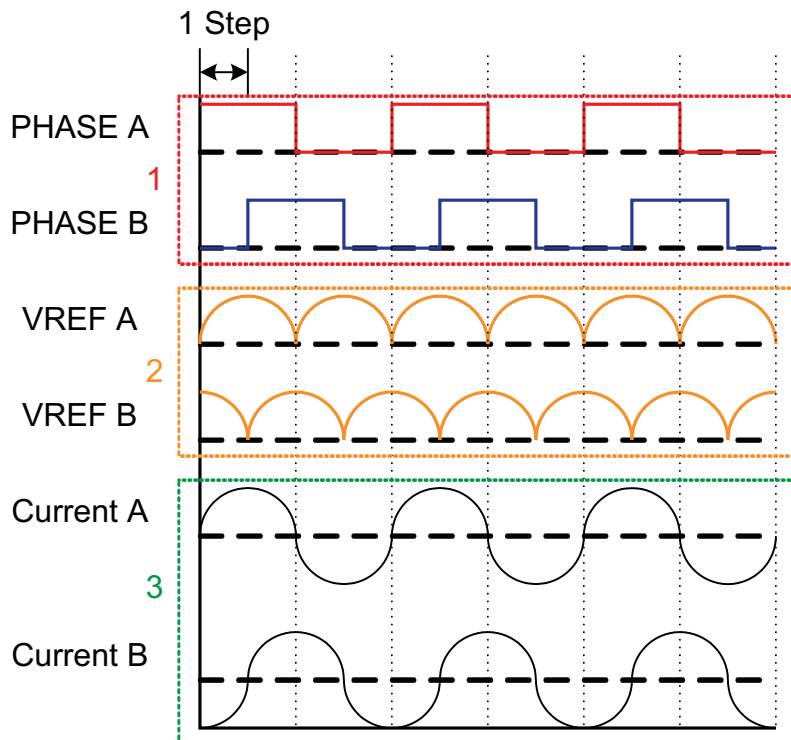 1 Step
PHASE A
1
PHASE B
VREF A
2
VREF B
Current A
3
Current B